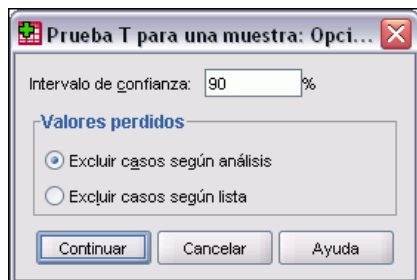 Prueba T para una muestra: Opci...
Intervalo de confianza: 90 %
Valores perdidos
Excluir casos según análisis
Excluir casos según lista
Continuar Cancelar Ayuda